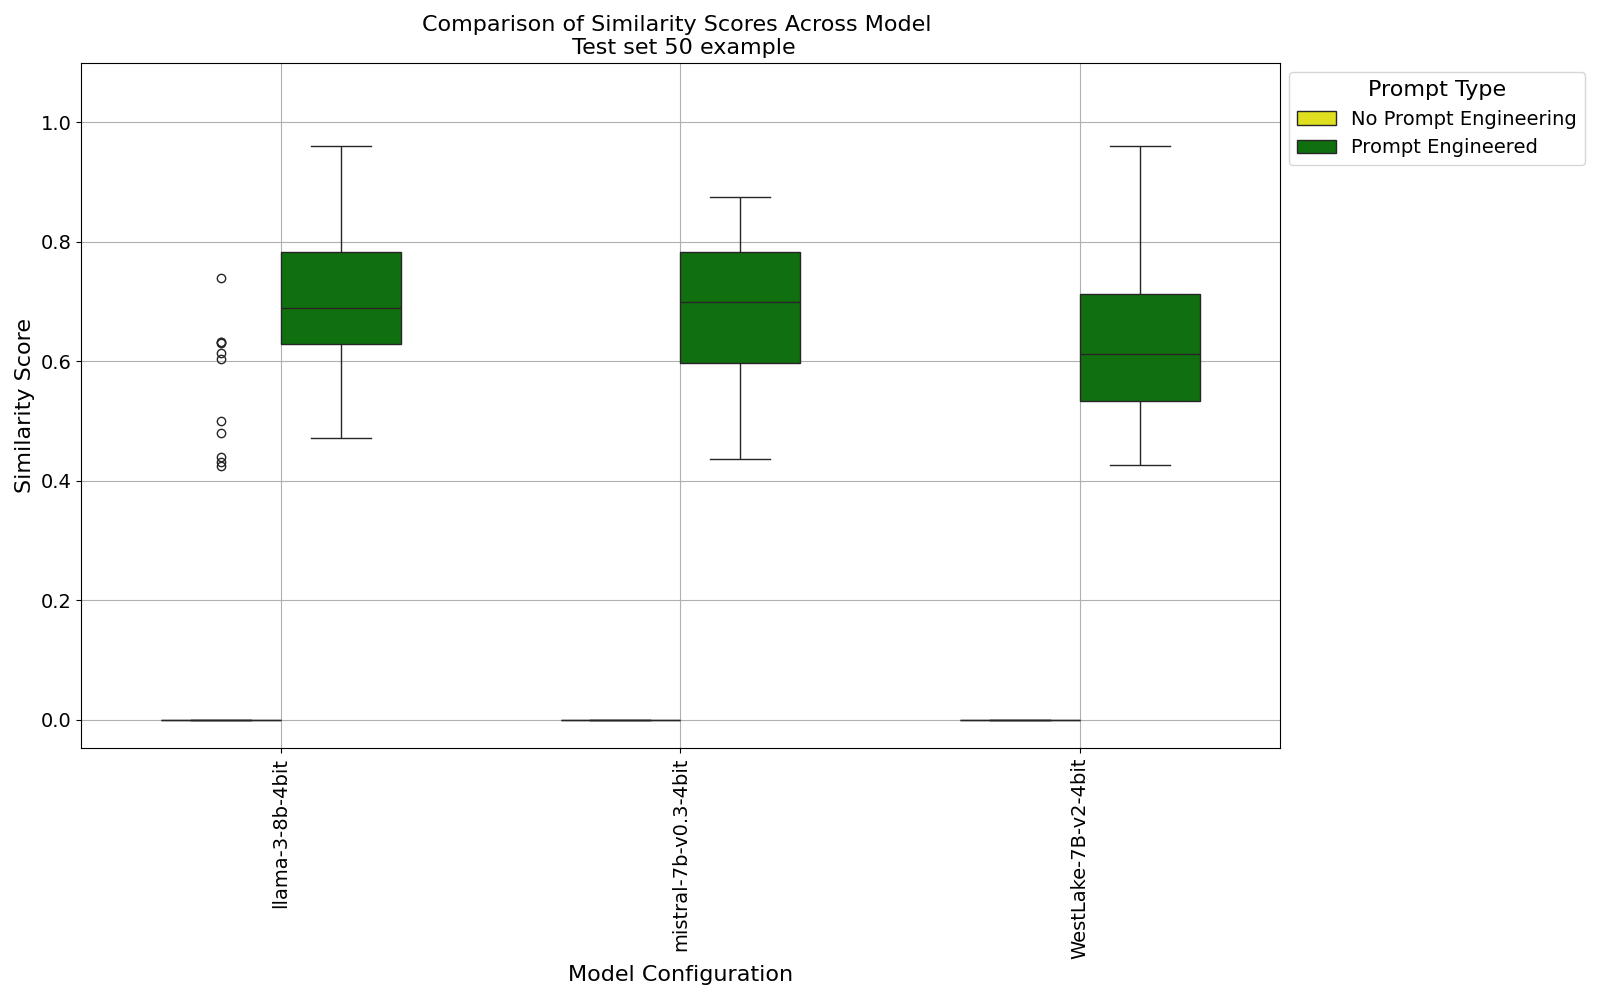 Comparison of Similarity Scores Across Model
Test set 50 example
Prompt Type
No Prompt Engineering
Prompt Engineered
Similarity Score
1.0
0.8
0.6
0.4
0.2
0.0
llama-3-8b-4bit
mistral-7b-v0.3-4bit
WestLake-7B-v2-4bit
Model Configuration